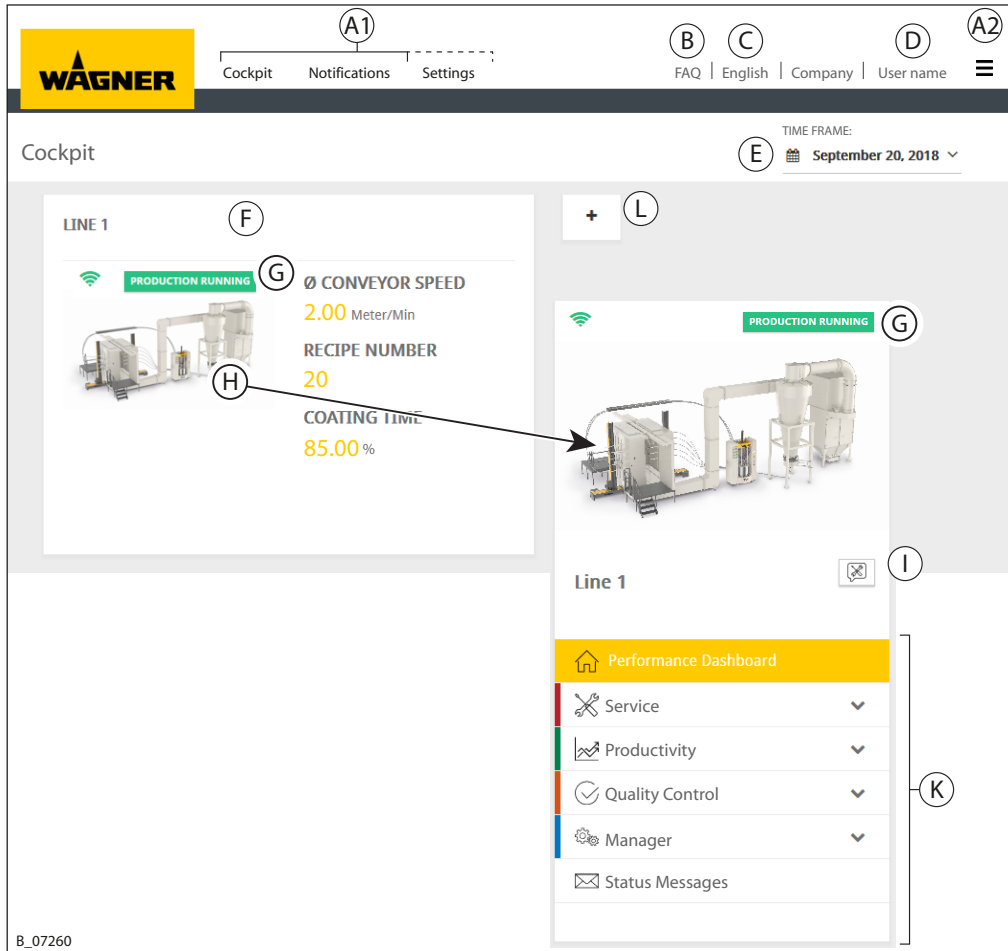 A1
B
C
D
A2
WAGNER
Cockpit
Notifications
Settings
FAQ | English | Company | User name
Cockpit
TIME FRAME:
E
September 20, 2018
LINE 1
F
+
L
PRODUCTION RUNNING
G
Ø CONVEYOR SPEED
2.00 Meter/Min
RECIPE NUMBER
20
COATING TIME
85.00 %
H
PRODUCTION RUNNING
G
Line 1
I
Performance Dashboard
Service
Productivity
Quality Control
Manager
Status Messages
K
B_07260